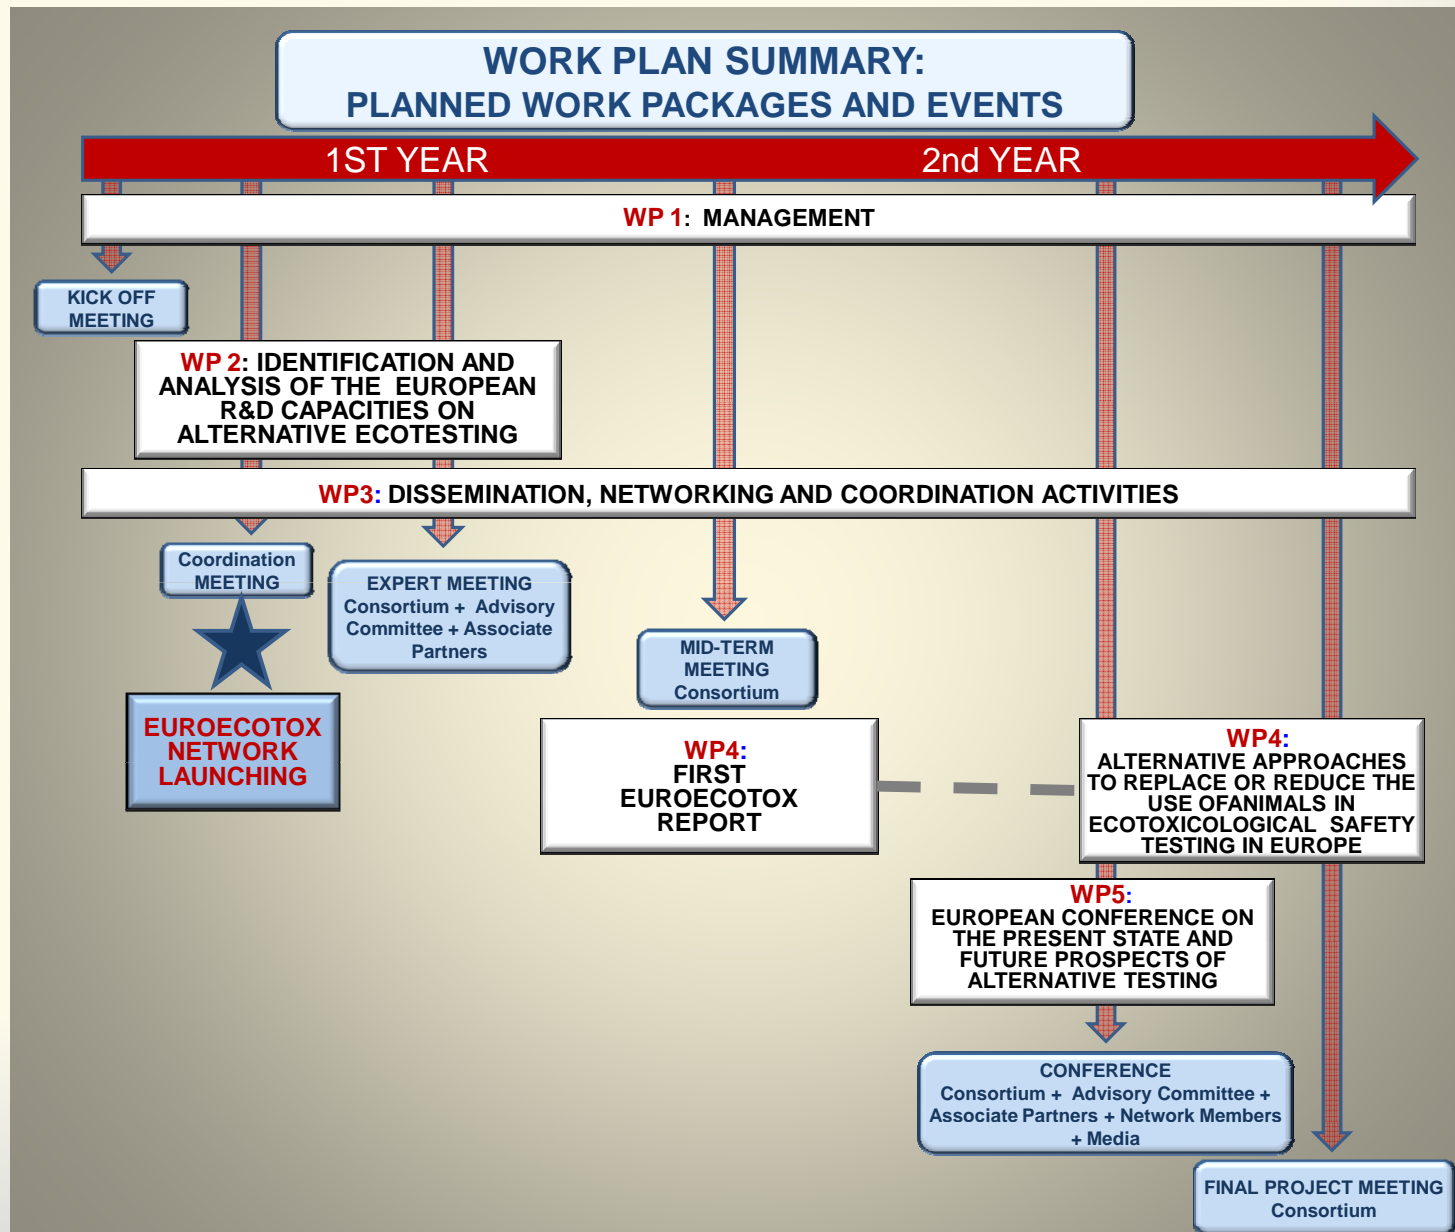 WORK PLAN SUMMARY:
PLANNED WORK PACKAGES AND EVENTS
1ST YEAR
2nd YEAR
WP 1: MANAGEMENT
KICK OFF
MEETING
WP 2: IDENTIFICATION AND
ANALYSIS OF THE EUROPEAN
R&D CAPACITIES ON
ALTERNATIVE ECOTESTING
WP3: DISSEMINATION, NETWORKING AND COORDINATION ACTIVITIES
Coordination
MEETING
EXPERT MEETING
Consortium + Advisory
Committee + Associate
Partners
MID-TERM
MEETING
Consortium
EUROECOTOX
NETWORK
LAUNCHING
WP4:
FIRST
EUROECOTOX
REPORT
WP4:
ALTERNATIVE APPROACHES
TO REPLACE OR REDUCE THE
USE OFANIMALS IN
ECOTOXICOLOGICAL SAFETY
TESTING IN EUROPE
WP5:
EUROPEAN CONFERENCE ON
THE PRESENT STATE AND
FUTURE PROSPECTS OF
ALTERNATIVE TESTING
CONFERENCE
Consortium + Advisory Committee +
Associate Partners + Network Members
+ Media
FINAL PROJECT MEETING
Consortium